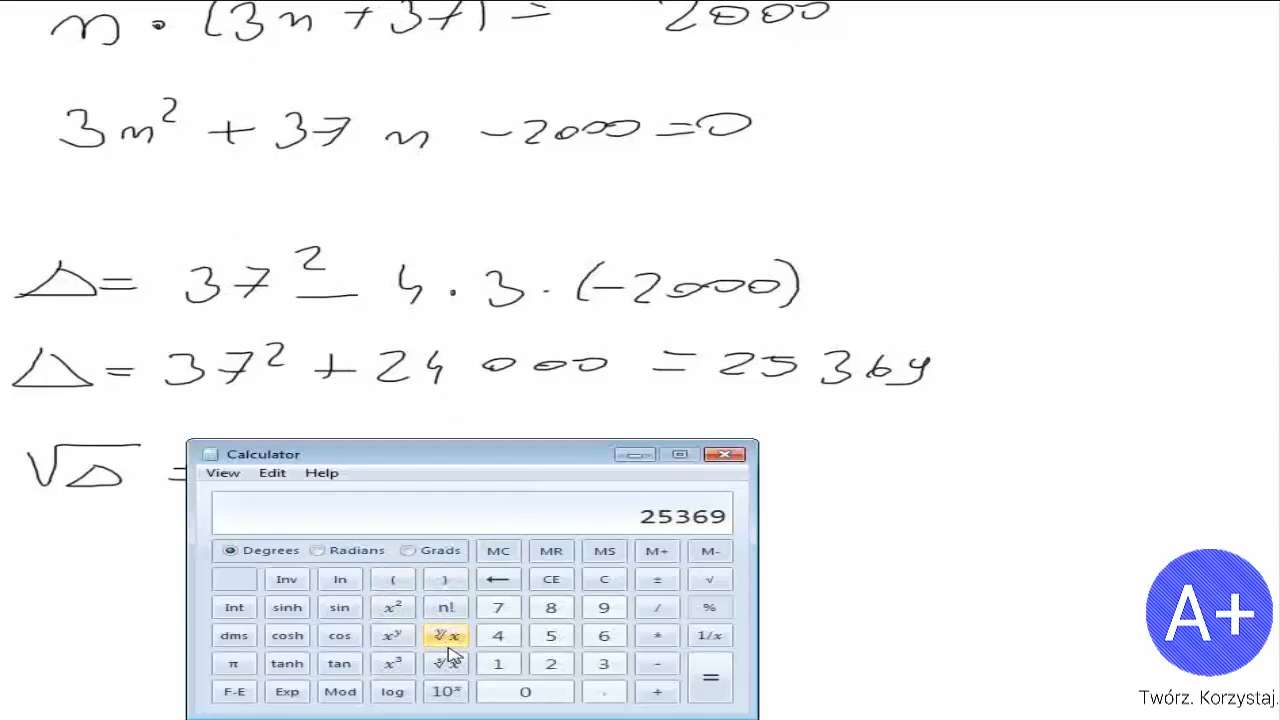 n · (3n + 37) = 2000
3n² + 37 n - 2000 = 0
Δ = 37² - 4 · 3 · (-2000)
Δ = 37² + 24 000 = 25 369
√Δ =
Calculator
View Edit Help
25369
Degrees Radians Grads MC MR MS M+ M-
Inv ln ( ) ← CE C ± √
Int sinh sin x² n! 7 8 9 / %
dms cosh cos xʸ ʸ√x 4 5 6 * 1/x
π tanh tan x³ ³√x 1 2 3 - =
F-E Exp Mod log 10ˣ 0 . +
A+
Twórz. Korzystaj.